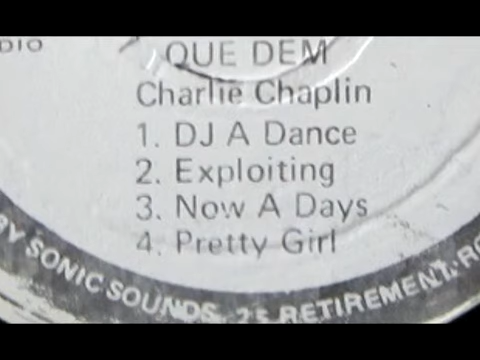 DIO
QUE DEM
Charlie Chaplin
1. DJ A Dance
2. Exploiting
3. Now A Days
4. Pretty Girl
BY SONIC SOUNDS. 25 RETIREMENT. RO